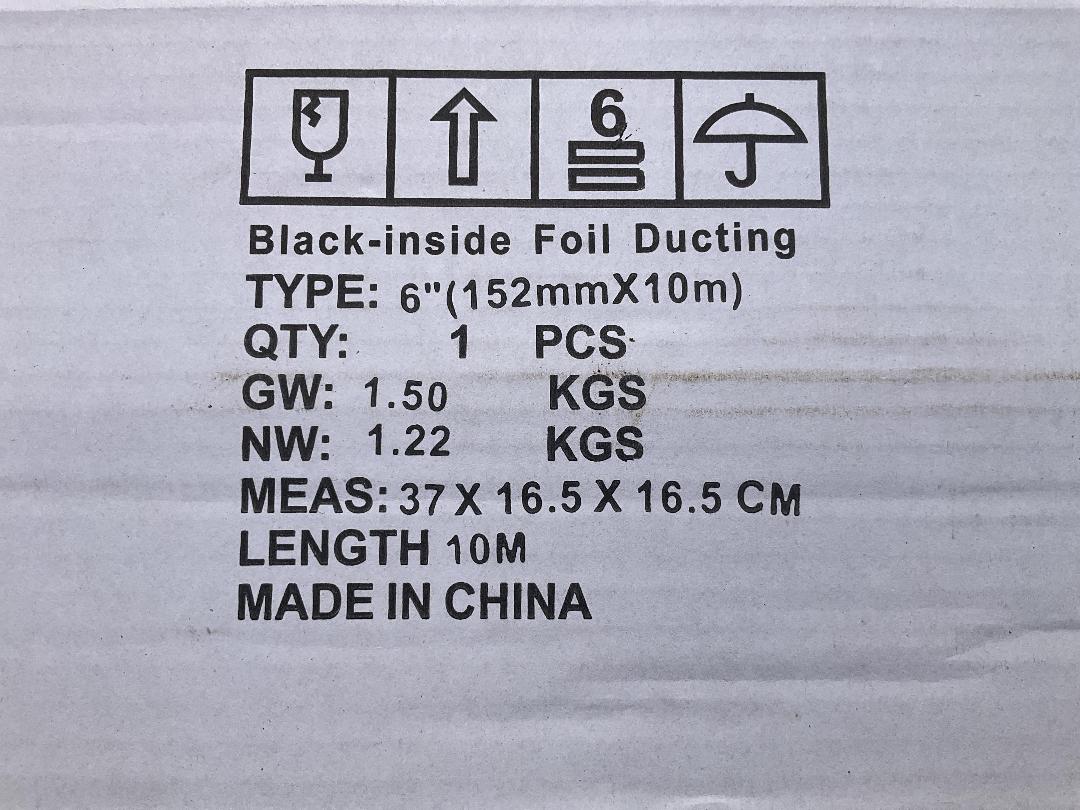 6
Black-inside Foil Ducting
TYPE: 6"(152mmX10m)
QTY: 1 PCS
GW: 1.50 KGS
NW: 1.22 KGS
MEAS: 37 X 16.5 X 16.5 CM
LENGTH 10M
MADE IN CHINA